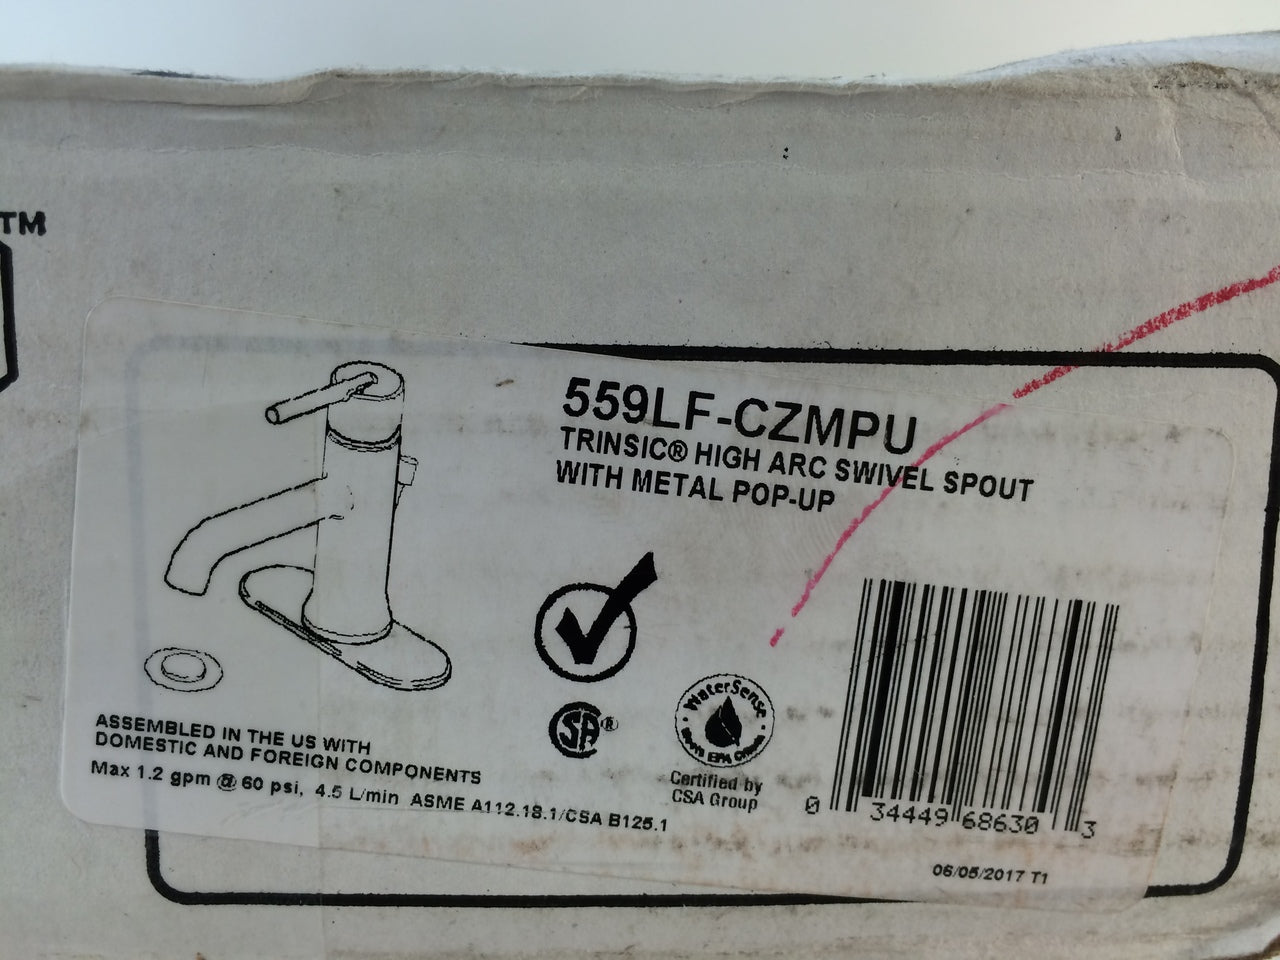 TM
559LF-CZMPU
TRINSIC® HIGH ARC SWIVEL SPOUT
WITH METAL POP-UP
SA®
WaterSense
EPA
Certified by
CSA Group
ASSEMBLED IN THE US WITH
DOMESTIC AND FOREIGN COMPONENTS
Max 1.2 gpm @ 60 psi, 4.5 L/min ASME A112.18.1/CSA B125.1
0 34449 68630 3
06/05/2017 T1